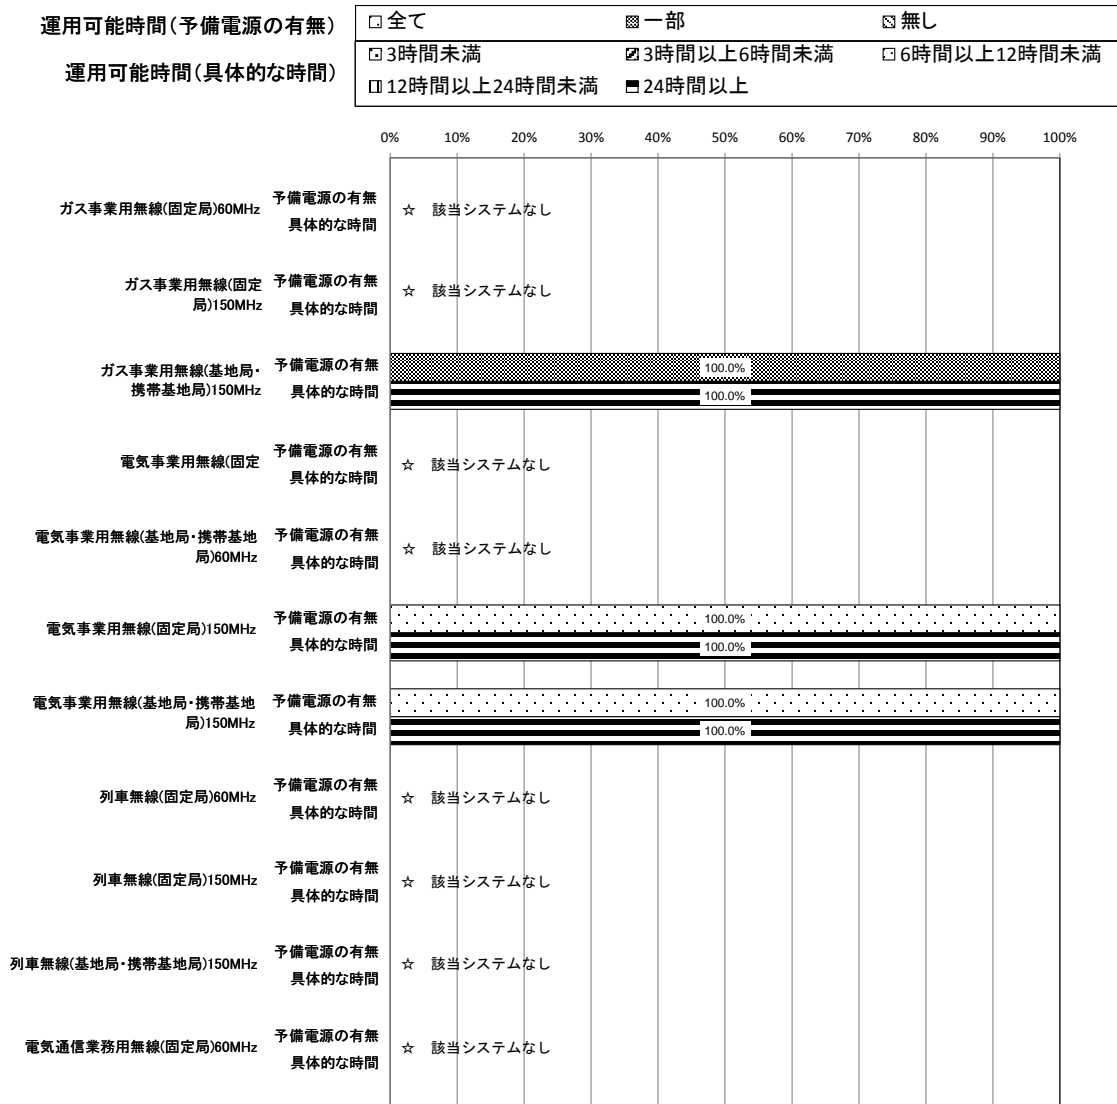 運用可能時間(予備電源の有無)
全て 一部 無し
運用可能時間(具体的な時間)
3時間未満 3時間以上6時間未満 6時間以上12時間未満
12時間以上24時間未満 24時間以上
0% 10% 20% 30% 40% 50% 60% 70% 80% 90% 100%
ガス事業用無線(固定局)60MHz
予備電源の有無
具体的な時間
☆ 該当システムなし
ガス事業用無線(固定
局)150MHz
予備電源の有無
具体的な時間
☆ 該当システムなし
ガス事業用無線(基地局・
携帯基地局)150MHz
予備電源の有無
具体的な時間
100.0%
100.0%
電気事業用無線(固定
予備電源の有無
具体的な時間
☆ 該当システムなし
電気事業用無線(基地局・携帯基地
局)60MHz
予備電源の有無
具体的な時間
☆ 該当システムなし
電気事業用無線(固定局)150MHz
予備電源の有無
具体的な時間
100.0%
100.0%
電気事業用無線(基地局・携帯基地
局)150MHz
予備電源の有無
具体的な時間
100.0%
100.0%
列車無線(固定局)60MHz
予備電源の有無
具体的な時間
☆ 該当システムなし
列車無線(固定局)150MHz
予備電源の有無
具体的な時間
☆ 該当システムなし
列車無線(基地局・携帯基地局)150MHz
予備電源の有無
具体的な時間
☆ 該当システムなし
電気通信業務用無線(固定局)60MHz
予備電源の有無
具体的な時間
☆ 該当システムなし